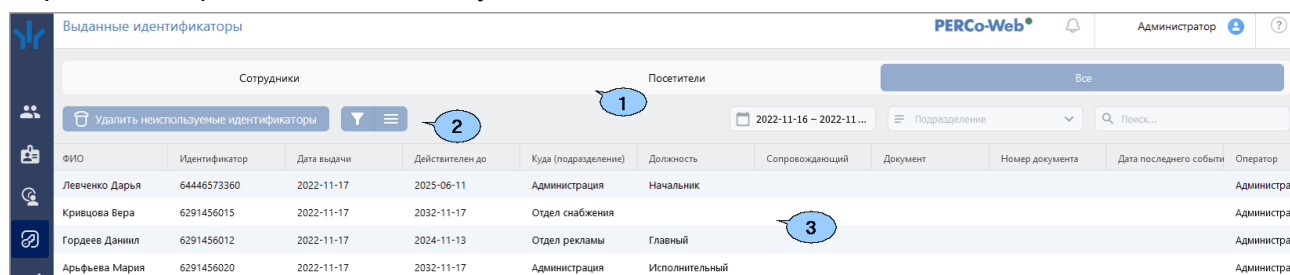 Выданные идентификаторы PERCo-Web Администратор ?
Сотрудники Посетители Все
1
Удалить неиспользуемые идентификаторы 2 2022-11-16 – 2022-11 ... Подразделение Поиск...
ФИО Идентификатор Дата выдачи Действителен до Куда (подразделение) Должность Сопровождающий Документ Номер документа Дата последнего событи Оператор
Левченко Дарья 64446573360 2022-11-17 2025-06-11 Администрация Начальник Администра
Кривцова Вера 6291456015 2022-11-17 2032-11-17 Отдел снабжения Администра
3
Гордеев Даниил 6291456012 2022-11-17 2024-11-13 Отдел рекламы Главный Администра
Арьфьева Мария 6291456020 2022-11-17 2032-11-17 Администрация Исполнительный Администра